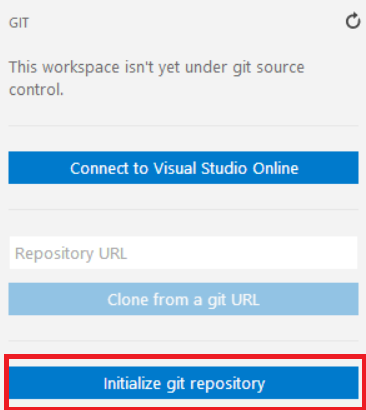 GIT
This workspace isn't yet under git source
control.
Connect to Visual Studio Online
Repository URL
Clone from a git URL
Initialize git repository